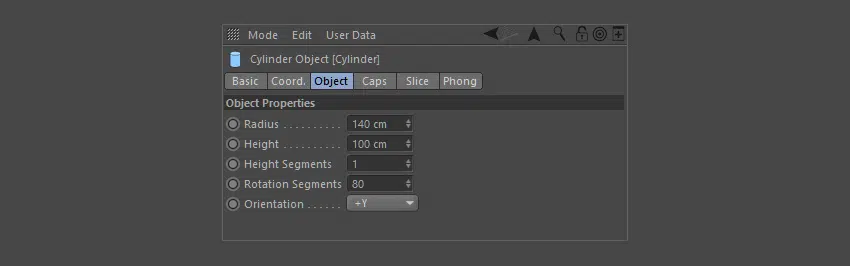 Mode Edit User Data
Cylinder Object [Cylinder]
Basic Coord. Object Caps Slice Phong
Object Properties
Radius . . . . . . . . . . 140 cm
Height . . . . . . . . . . 100 cm
Height Segments 1
Rotation Segments 80
Orientation . . . . . . +Y